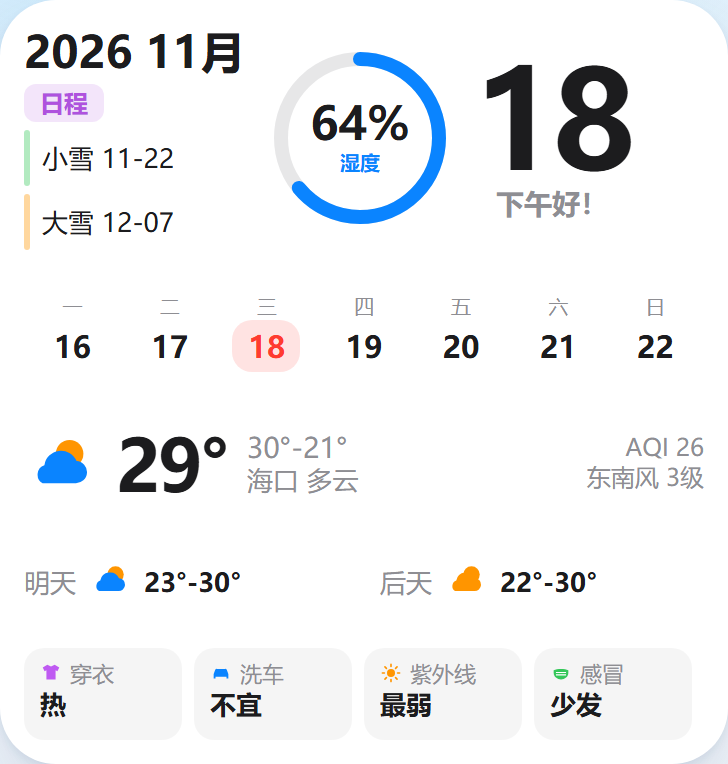 2026 11月
日程
小雪 11-22
大雪 12-07
64%
湿度
18
下午好!
一 二 三 四 五 六 日
16 17 18 19 20 21 22
29°
30°-21°
海口 多云
AQI 26
东南风 3级
明天 23°-30°
后天 22°-30°
穿衣
热
洗车
不宜
紫外线
最弱
感冒
少发